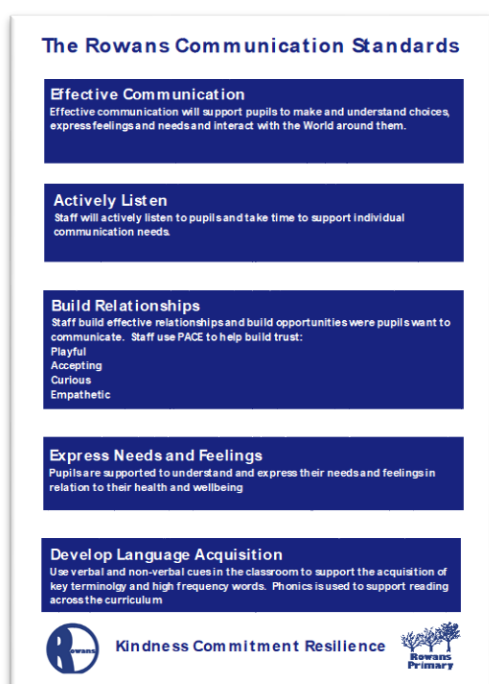 The Rowans Communication Standards
Effective Communication
Effective communication will support pupils to make and understand choices,
express feelings and needs and interact with the World around them.
Actively Listen
Staff will actively listen to pupils and take time to support individual
communication needs.
Build Relationships
Staff build effective relationships and build opportunities were pupils want to
communicate. Staff use PACE to help build trust:
Playful
Accepting
Curious
Empathetic
Express Needs and Feelings
Pupils are supported to understand and express their needs and feelings in
relation to their health and wellbeing
Develop Language Acquisition
Use verbal and non-verbal cues in the classroom to support the acquisition of
key terminolgy and high frequency words. Phonics is used to support reading
across the curriculum
Rowans
Kindness Commitment Resilience
Rowans
Primary